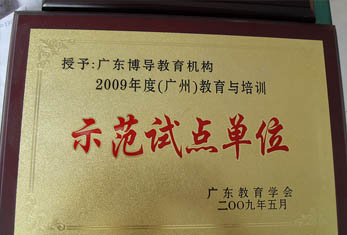 授予:广东博导教育机构
2009年度(广州)教育与培训
示范试点单位
广东教育学会
二〇〇九年五月